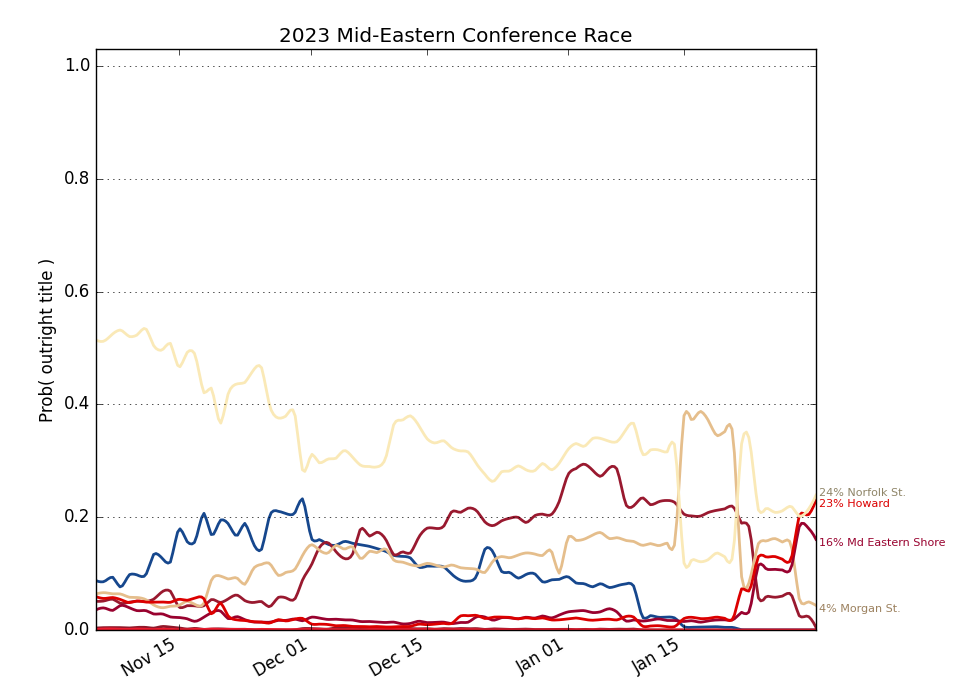 2023 Mid-Eastern Conference Race
1.0
0.8
0.6
0.4
0.2
0.0
Prob( outright title )
24% Norfolk St.
23% Howard
16% Md Eastern Shore
4% Morgan St.
Nov 15
Dec 01
Dec 15
Jan 01
Jan 15